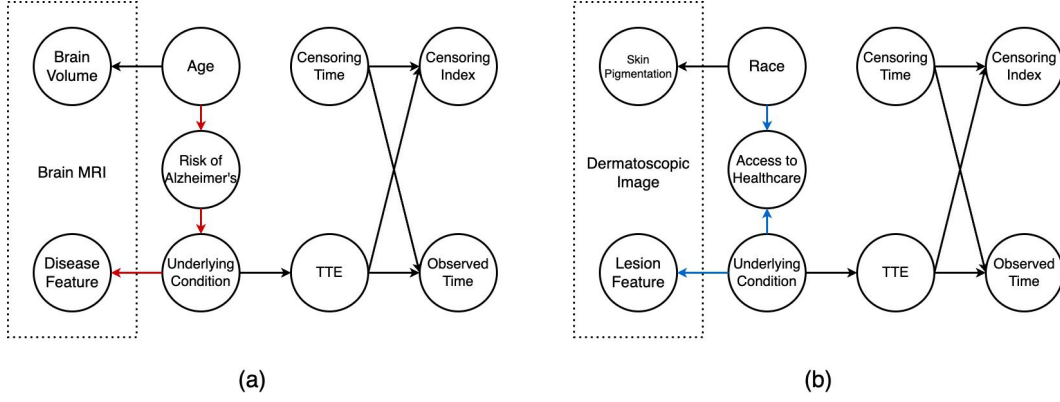 Brain
Volume
Age
Censoring
Time
Censoring
Index
Risk of
Alzheimer's
Brain MRI
Disease
Feature
Underlying
Condition
TTE
Observed
Time
(a)
Skin
Pigmentation
Race
Censoring
Time
Censoring
Index
Dermatoscopic
Image
Access to
Healthcare
Lesion
Feature
Underlying
Condition
TTE
Observed
Time
(b)